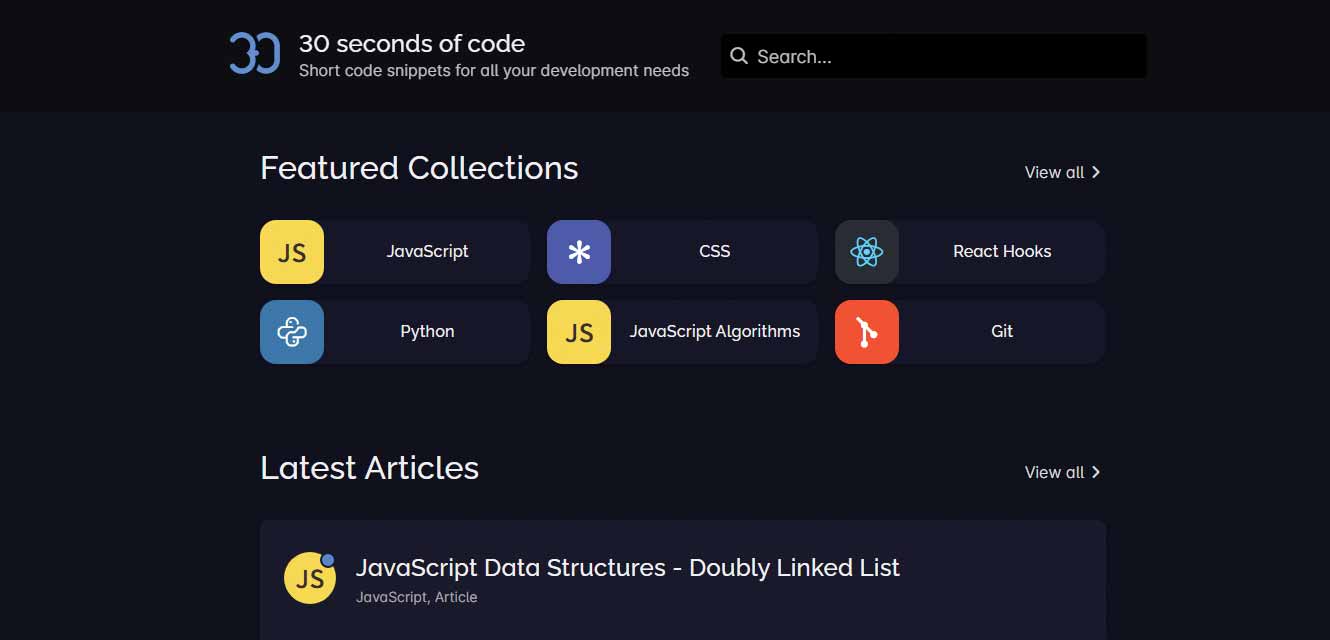 30 30 seconds of code
Short code snippets for all your development needs
Search...
Featured Collections
View all
JS JavaScript
CSS
React Hooks
Python
JS JavaScript Algorithms
Git
Latest Articles
View all
JS JavaScript Data Structures - Doubly Linked List
JavaScript, Article